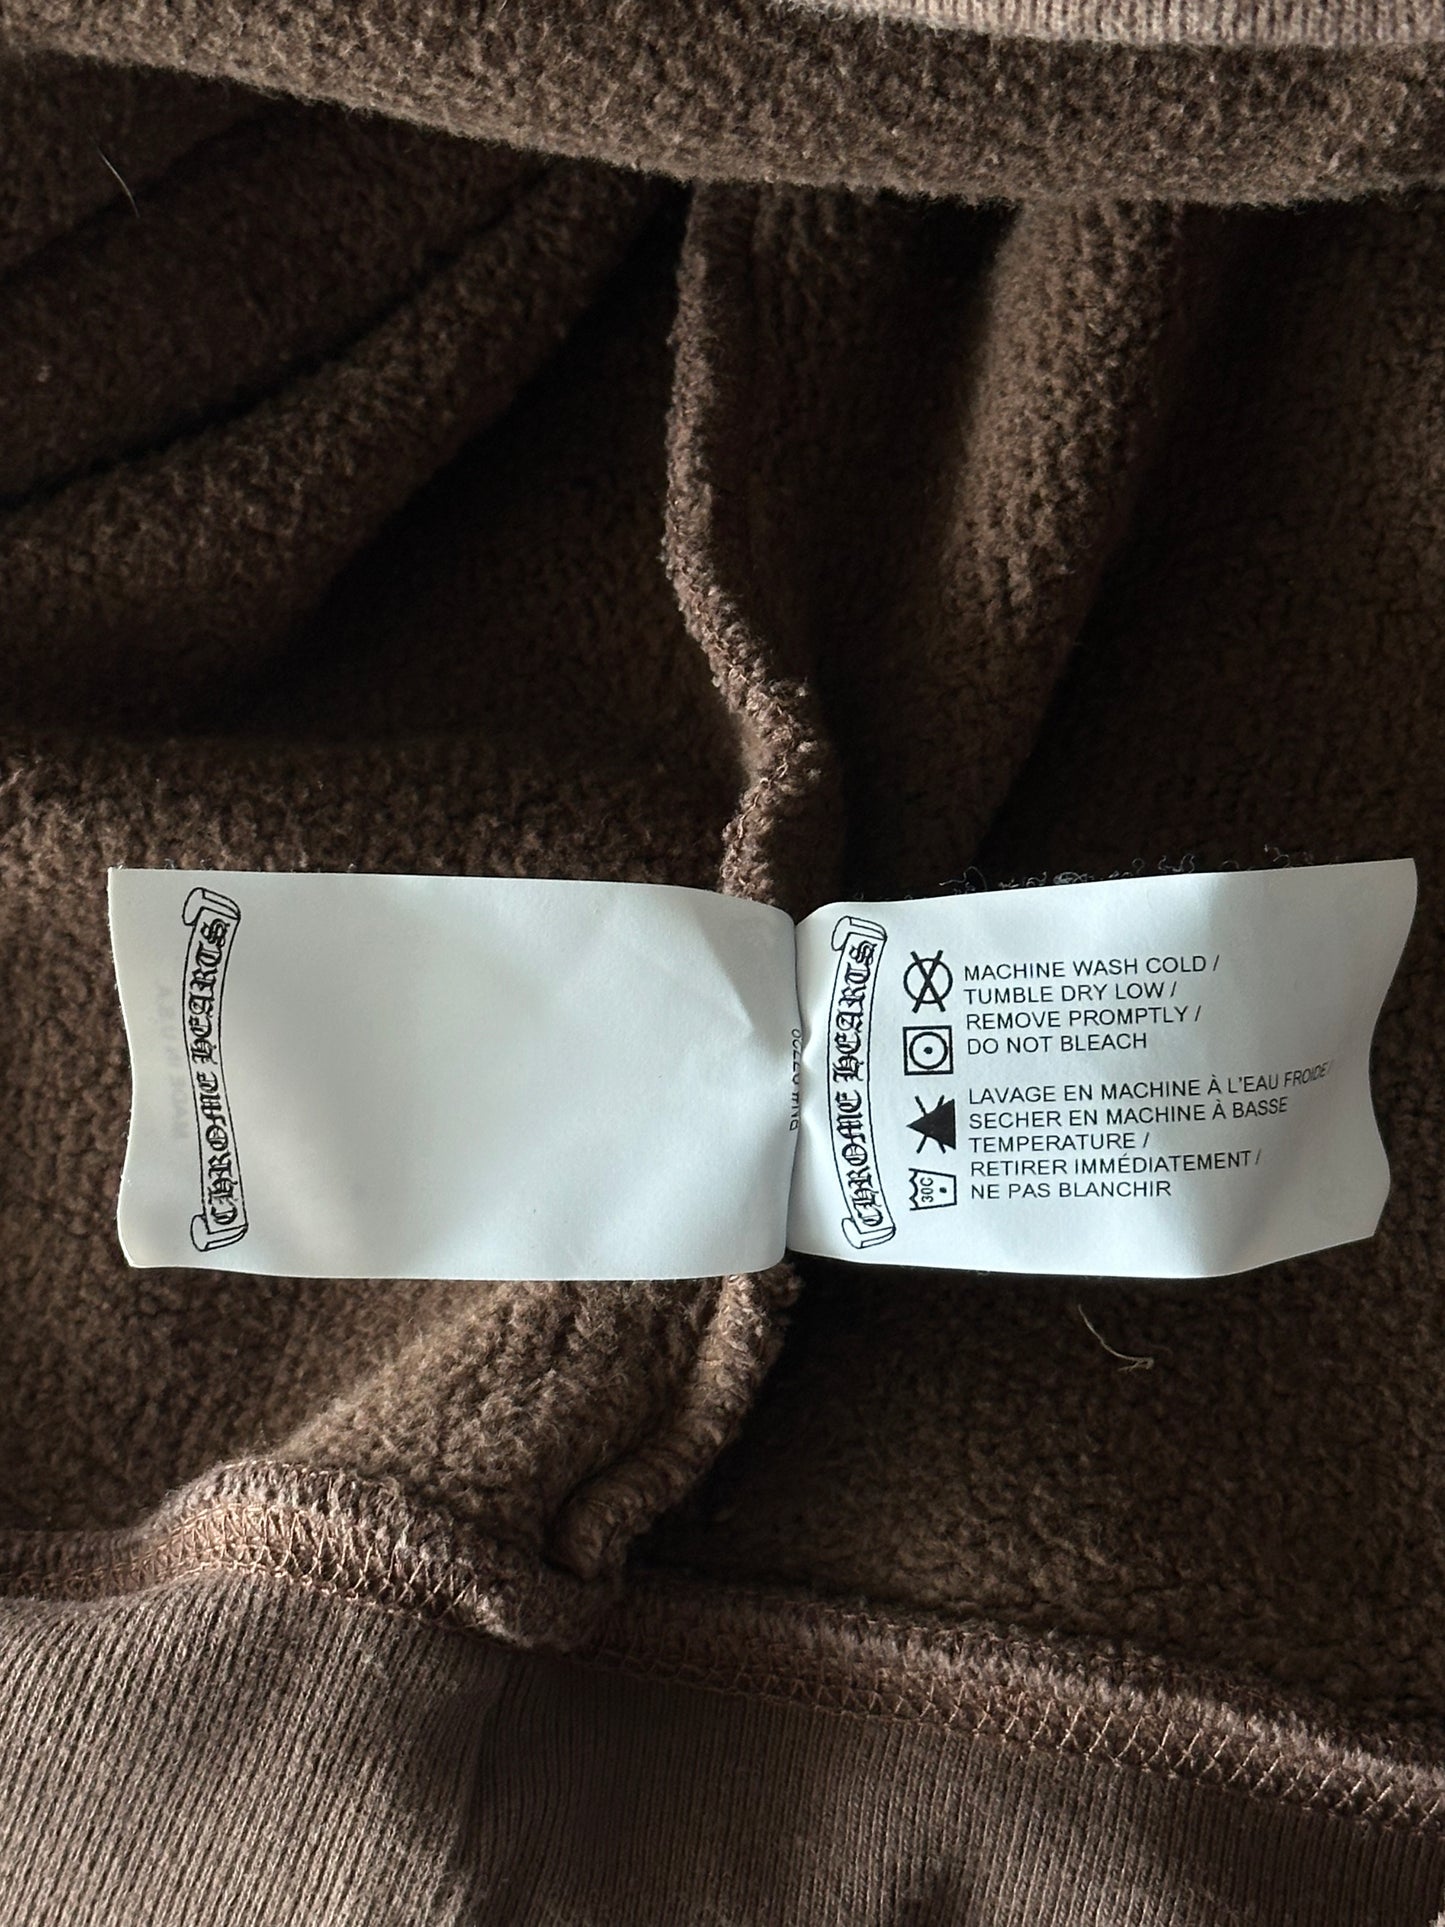 CHROME HEARTS
CHROME HEARTS
MACHINE WASH COLD /
TUMBLE DRY LOW /
REMOVE PROMPTLY /
DO NOT BLEACH
LAVAGE EN MACHINE À L'EAU FROIDE/
SECHER EN MACHINE À BASSE
TEMPERATURE /
RETIRER IMMÉDIATEMENT /
NE PAS BLANCHIR
30C